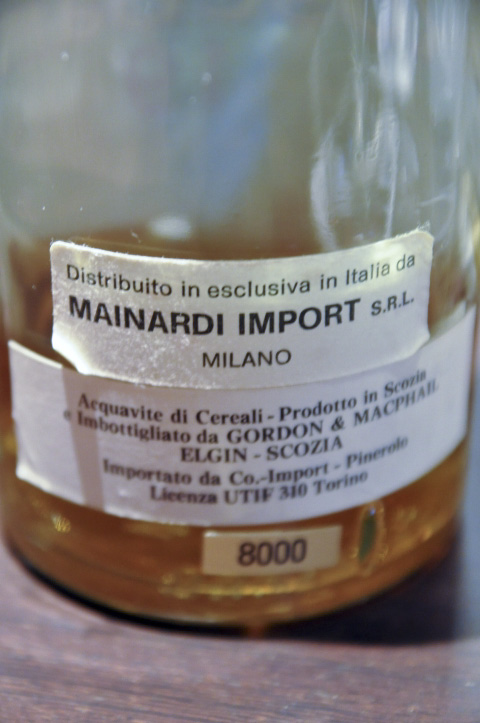 Distribuito in esclusiva in Italia da
MAINARDI IMPORT S.R.L.
MILANO
Acquavite di Cereali - Prodotto in Scozia
e Imbottigliato da GORDON & MACPHAIL
ELGIN - SCOZIA
Importato da Co.-Import - Pinerolo
Licenza UTIF 310 Torino
8000